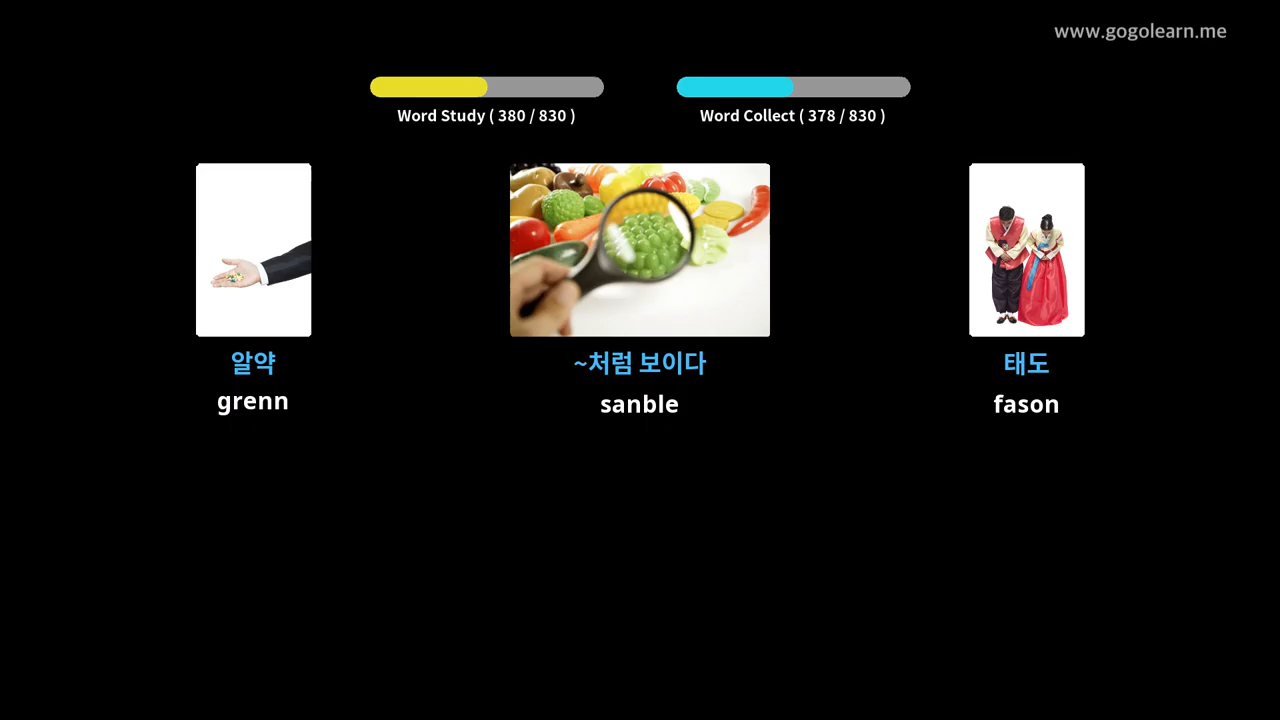 www.gogolearn.me
Word Study ( 380 / 830 )
Word Collect ( 378 / 830 )
알약
grenn
~처럼 보이다
sanble
태도
fason